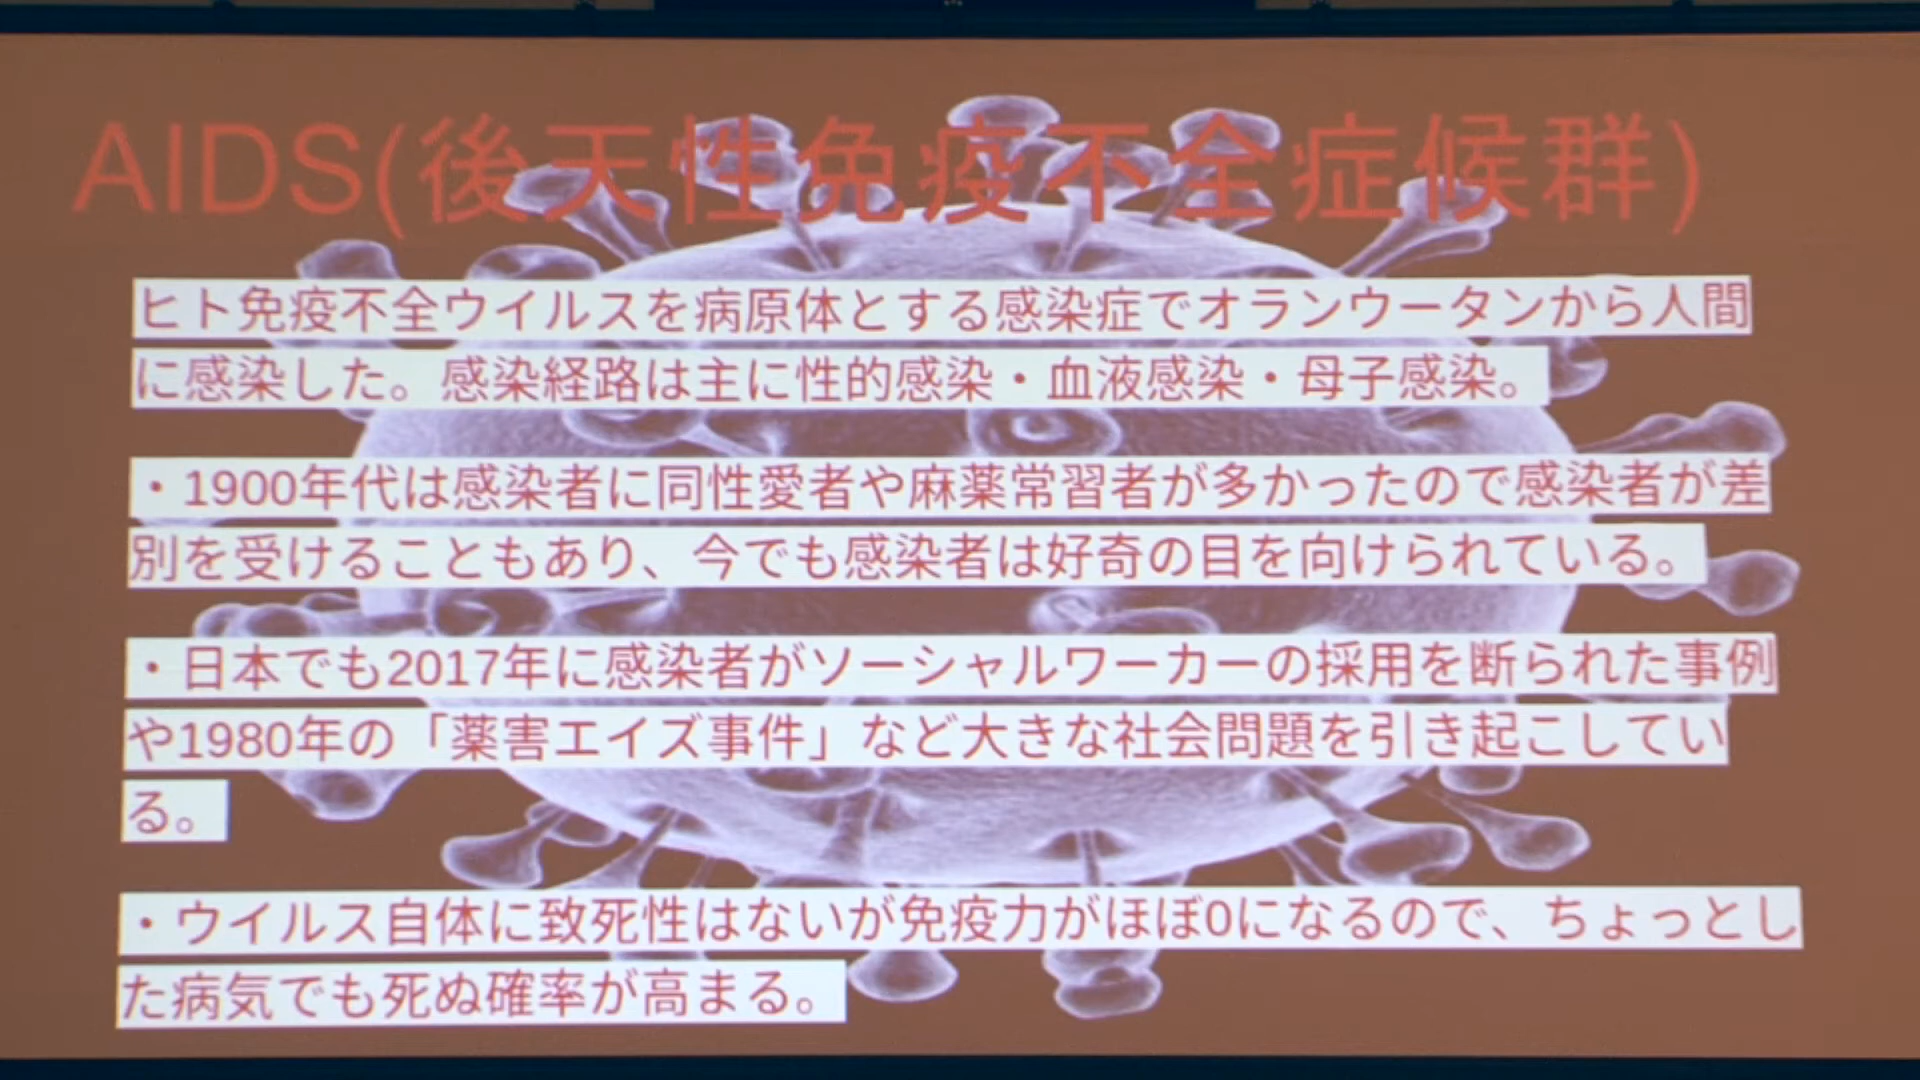 AIDS(後天性免疫不全症候群)
ヒト免疫不全ウイルスを病原体とする感染症でオランウータンから人間
に感染した。感染経路は主に性的感染・血液感染・母子感染。
・1900年代は感染者に同性愛者や麻薬常習者が多かったので感染者が差
別を受けることもあり、今でも感染者は好奇の目を向けられている。
・日本でも2017年に感染者がソーシャルワーカーの採用を断られた事例
や1980年の「薬害エイズ事件」など大きな社会問題を引き起こしてい
る。
・ウイルス自体に致死性はないが免疫力がほぼ0になるので、ちょっとし
た病気でも死ぬ確率が高まる。